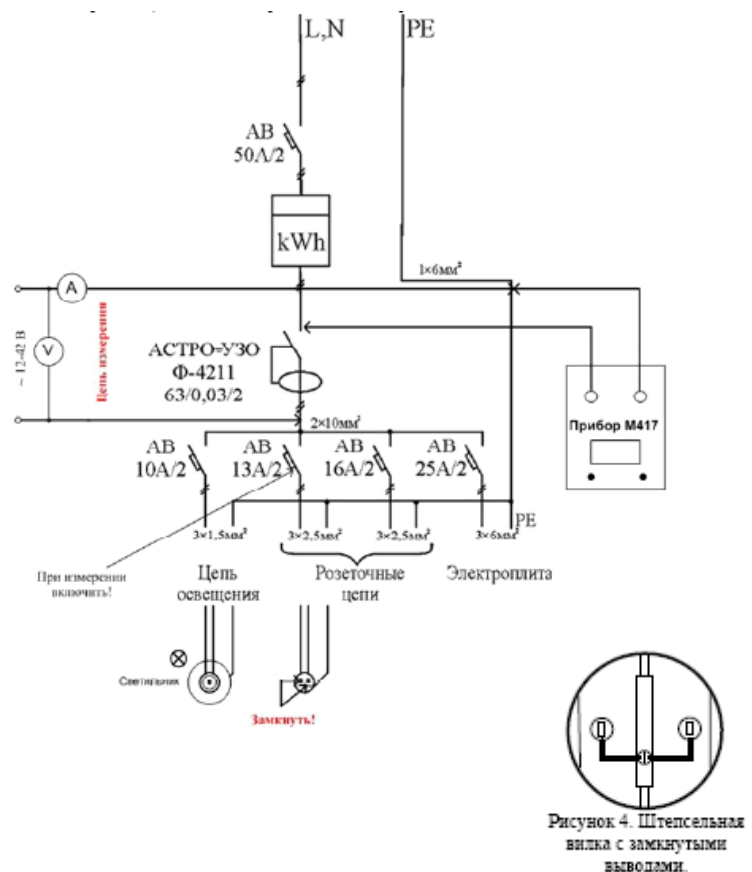 L,N
PE
АВ
50А/2
kWh
1×6мм²
A
V
~ 12-42 В
Цепь измерения
АСТРО=УЗО
Ф-4211
63/0,03/2
Прибор М417
2×10мм²
АВ
10А/2
АВ
13А/2
АВ
16А/2
АВ
25А/2
PE
3×1,5мм²
3×2,5мм²
3×2,5мм²
3×6мм²
При измерении
включить!
Цепь
освещения
Розеточные
цепи
Электроплита
Светильник
Замкнуть!
Рисунок 4. Штепсельная
вилка с замкнутыми
выводами.